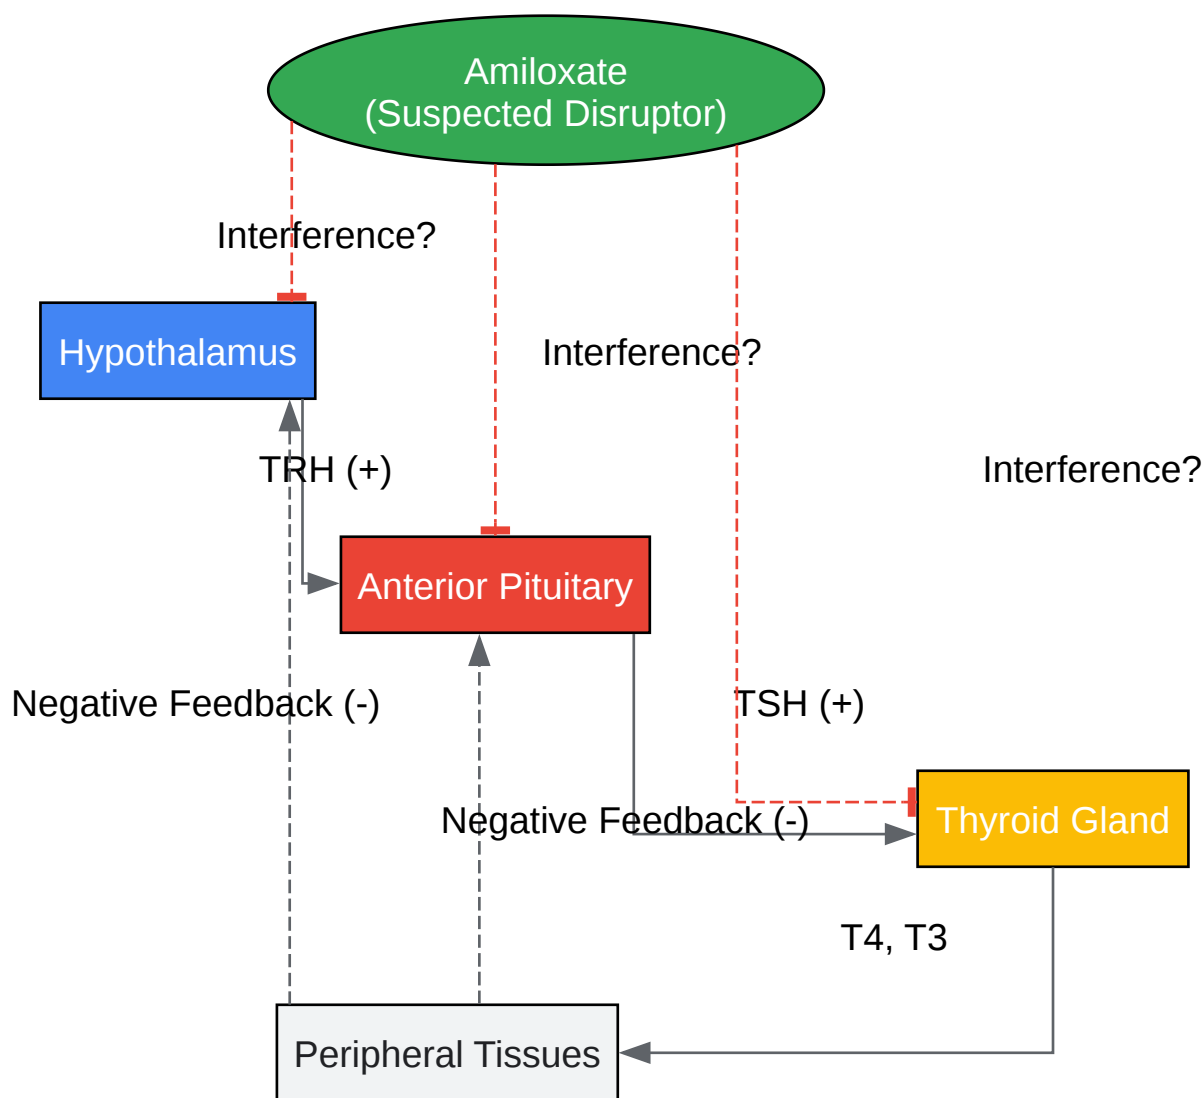 Amiloxate
(Suspected Disruptor)
Interference?
Hypothalamus
Interference?
TRH (+)
Interference?
Anterior Pituitary
Negative Feedback (-)
TSH (+)
Negative Feedback (-)
Thyroid Gland
T4, T3
Peripheral Tissues